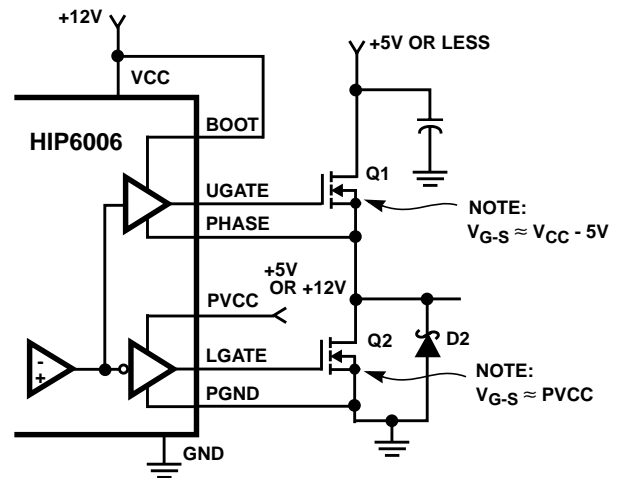 +12V
+5V OR LESS
VCC
BOOT
HIP6006
Q1
UGATE
NOTE:
VG-S ≈ VCC - 5V
PHASE
+5V
OR +12V
PVCC
Q2
D2
LGATE
-
+
NOTE:
VG-S ≈ PVCC
PGND
GND